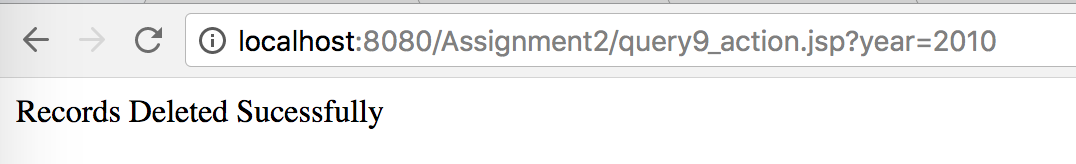 localhost:8080/Assignment2/query9_action.jsp?year=2010
Records Deleted Sucessfully